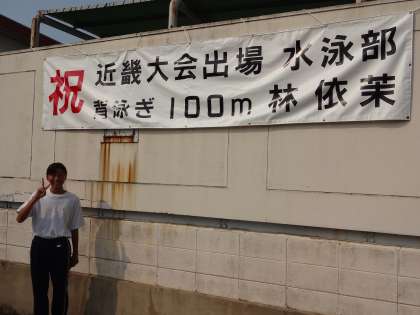 祝 近畿大会出場 水泳部
背泳ぎ 100m 林 依茉